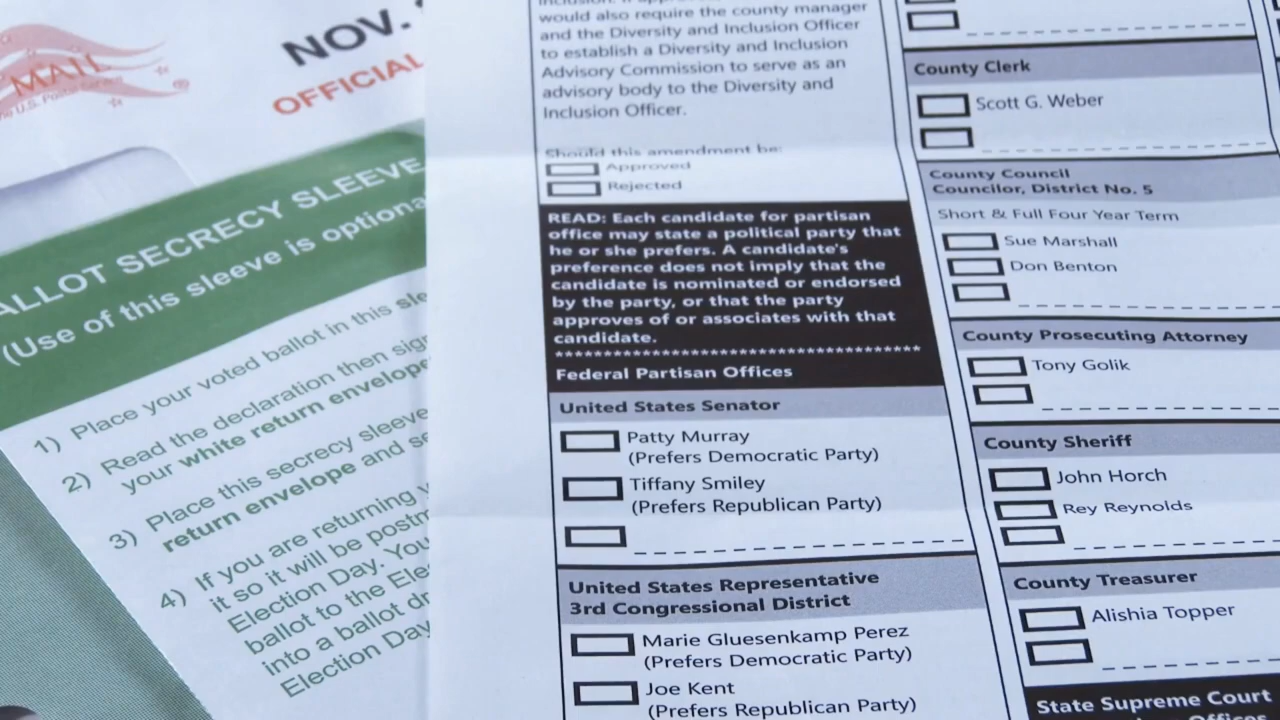 MAIL
U.S. Postal
®
NOV.
OFFICIAL
BALLOT SECRECY SLEEVE
(Use of this sleeve is optiona
1) Place your voted ballot in this sle
2) Read the declaration then sign
your white return envelope
3) Place this secrecy sleeve
return envelope and se
4) If you are returning
it so it will be postm
Election Day. You
ballot to the Ele
into a ballot dr
Election Day
would also require the county manager
and the Diversity and Inclusion Officer
to establish a Diversity and Inclusion
Advisory Commission to serve as an
advisory body to the Diversity and
Inclusion Officer.
Should this amendment be:
Approved
Rejected
READ: Each candidate for partisan
office may state a political party that
he or she prefers. A candidate's
preference does not imply that the
candidate is nominated or endorsed
by the party, or that the party
approves of or associates with that
candidate.
****************************************
Federal Partisan Offices
United States Senator
Patty Murray
(Prefers Democratic Party)
Tiffany Smiley
(Prefers Republican Party)
United States Representative
3rd Congressional District
Marie Gluesenkamp Perez
(Prefers Democratic Party)
Joe Kent
(Prefers Republican Party)
County Clerk
Scott G. Weber
County Council
Councilor, District No. 5
Short & Full Four Year Term
Sue Marshall
Don Benton
County Prosecuting Attorney
Tony Golik
County Sheriff
John Horch
Rey Reynolds
County Treasurer
Alishia Topper
State Supreme Court